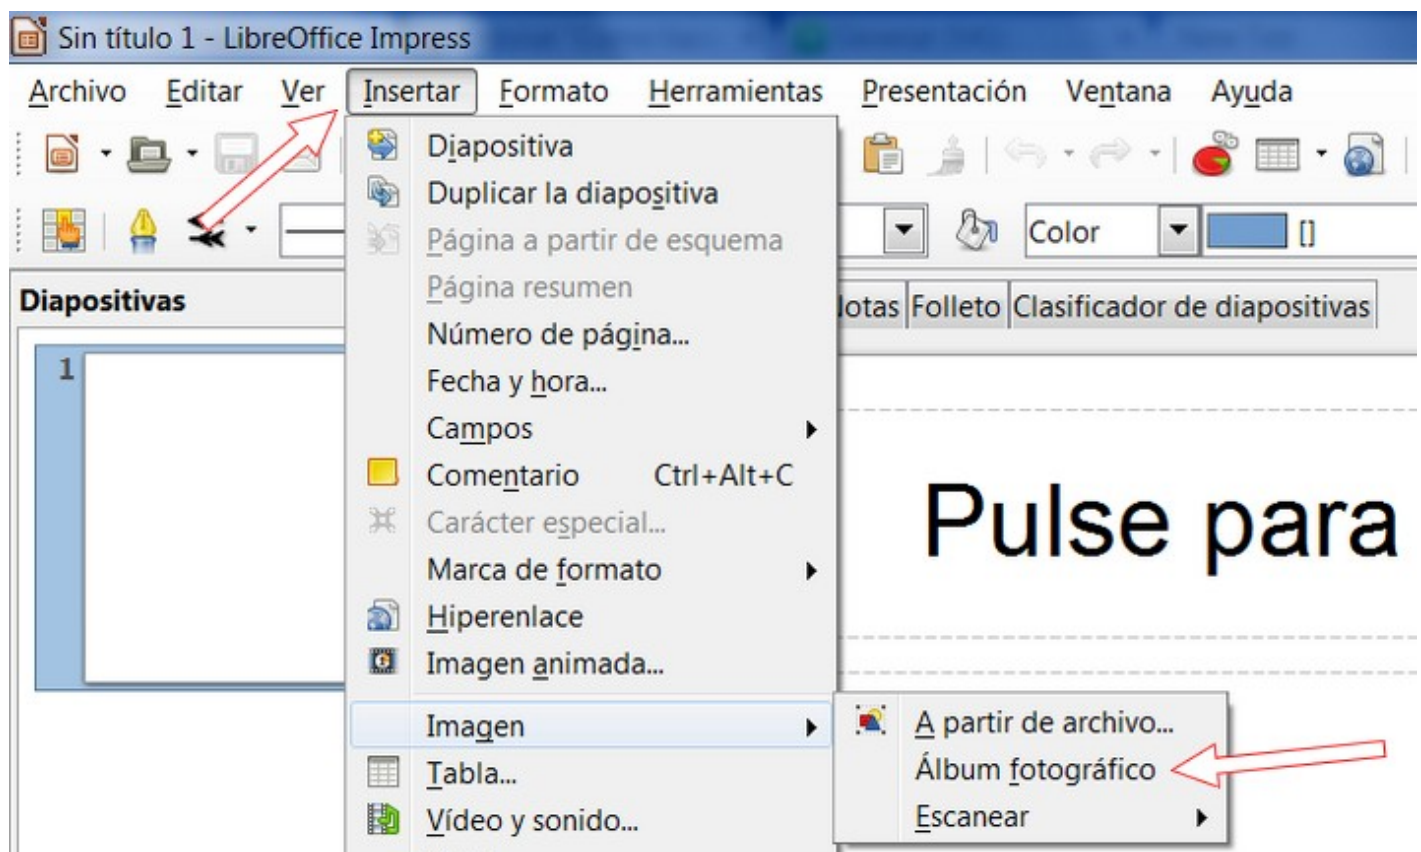 Sin título 1 - LibreOffice Impress
Archivo Editar Ver Insertar Formato Herramientas Presentación Ventana Ayuda
Diapositiva
Duplicar la diapositiva
Página a partir de esquema
Color []
Página resumen
Diapositivas
Folleto Clasificador de diapositivas
Número de página...
1
Fecha y hora...
Campos
Comentario Ctrl+Alt+C
Carácter especial...
Pulse para
Marca de formato
Hiperenlace
Imagen animada...
Imagen
A partir de archivo...
Álbum fotográfico
Escanear
Tabla...
Vídeo y sonido...